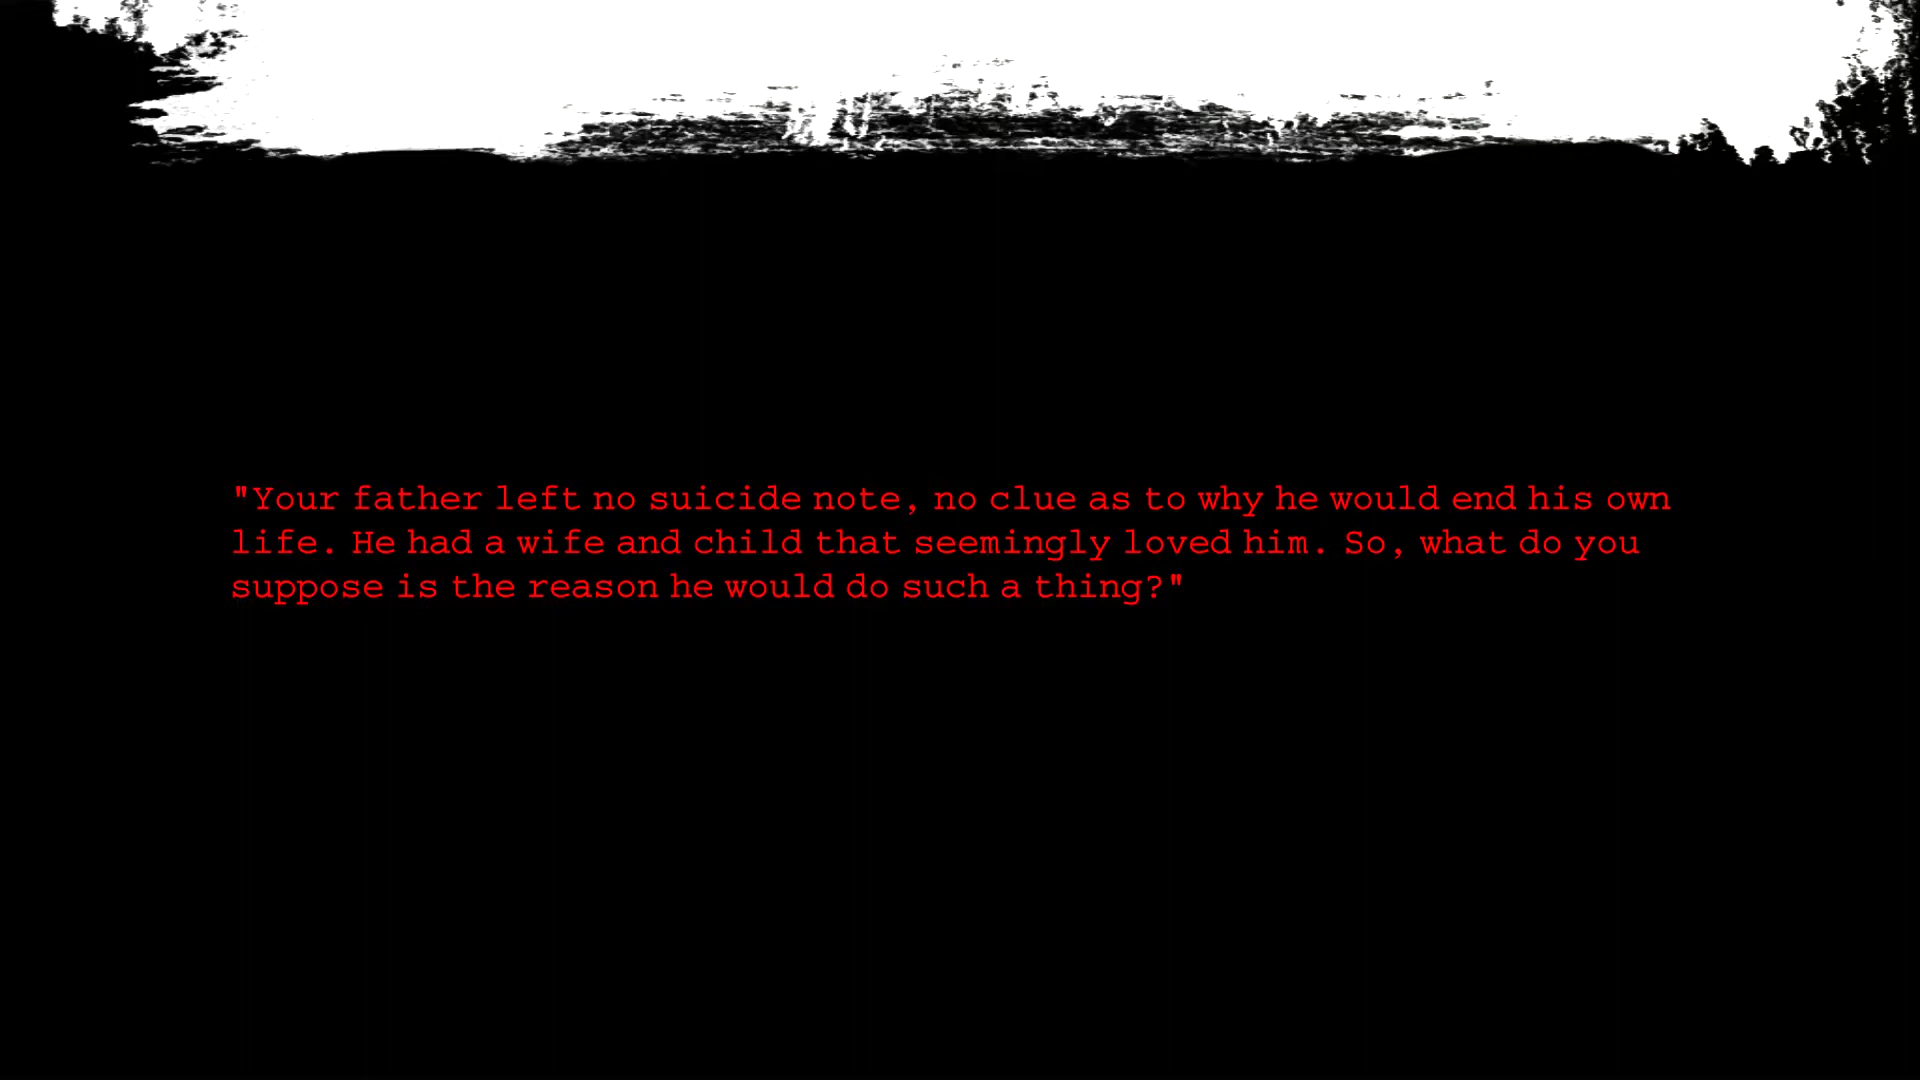 "Your father left no suicide note, no clue as to why he would end his own
life. He had a wife and child that seemingly loved him. So, what do you
suppose is the reason he would do such a thing?"